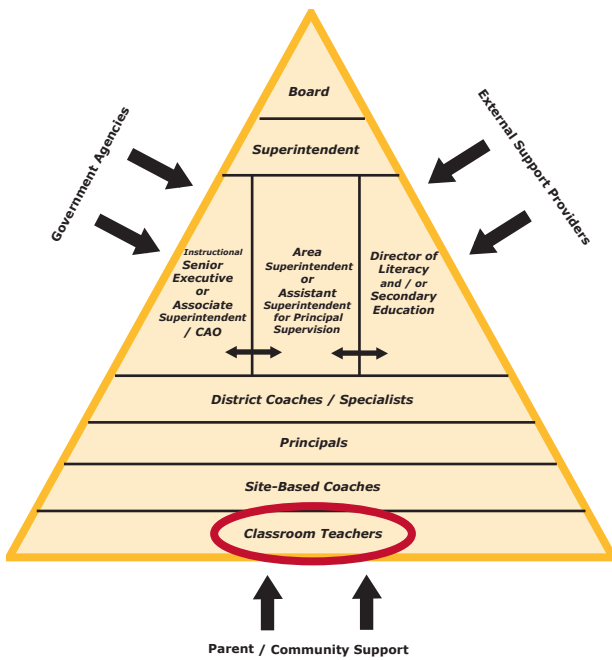 Board
Government Agencies
External Support Providers
Superintendent
Instructional
Senior
Executive
or
Associate
Superintendent
/ CAO
Area
Superintendent
or
Assistant
Superintendent
for Principal
Supervision
Director of
Literacy
and / or
Secondary
Education
District Coaches / Specialists
Principals
Site-Based Coaches
Classroom Teachers
Parent / Community Support